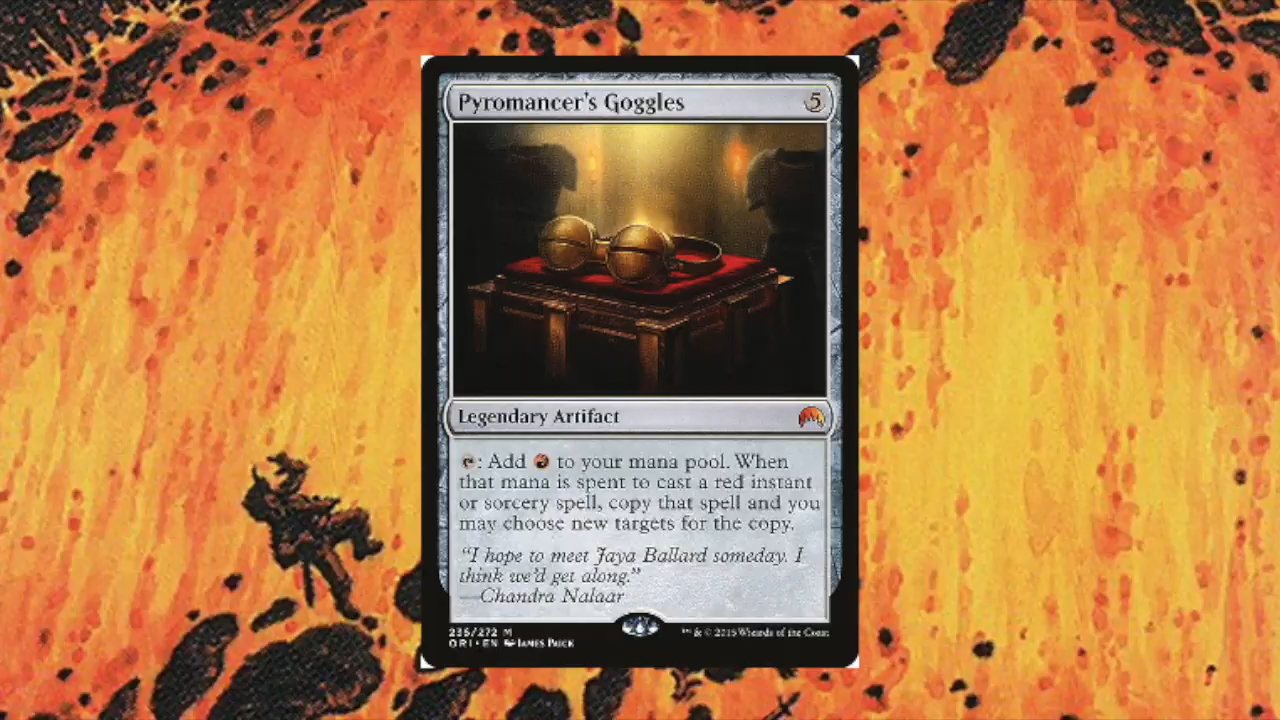 Pyromancer's Goggles 5
Legendary Artifact
: Add to your mana pool. When
that mana is spent to cast a red instant
or sorcery spell, copy that spell and you
may choose new targets for the copy.
“I hope to meet Jaya Ballard someday. I
think we'd get along.”
—Chandra Nalaar
236/272 M
ORI • EN James Paick
™ & © 2015 Wizards of the Coast